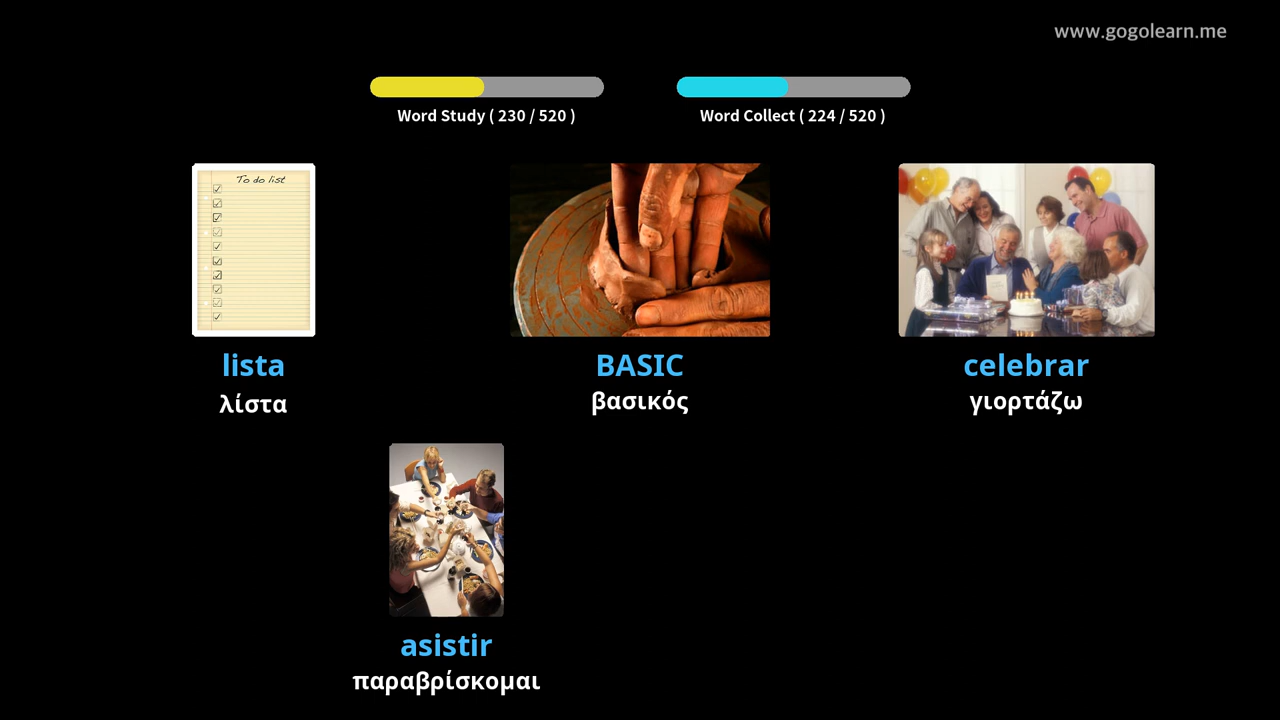 www.gogolearn.me
Word Study ( 230 / 520 )
Word Collect ( 224 / 520 )
To do list
lista
λίστα
BASIC
βασικός
celebrar
γιορτάζω
asistir
παραβρίσκομαι